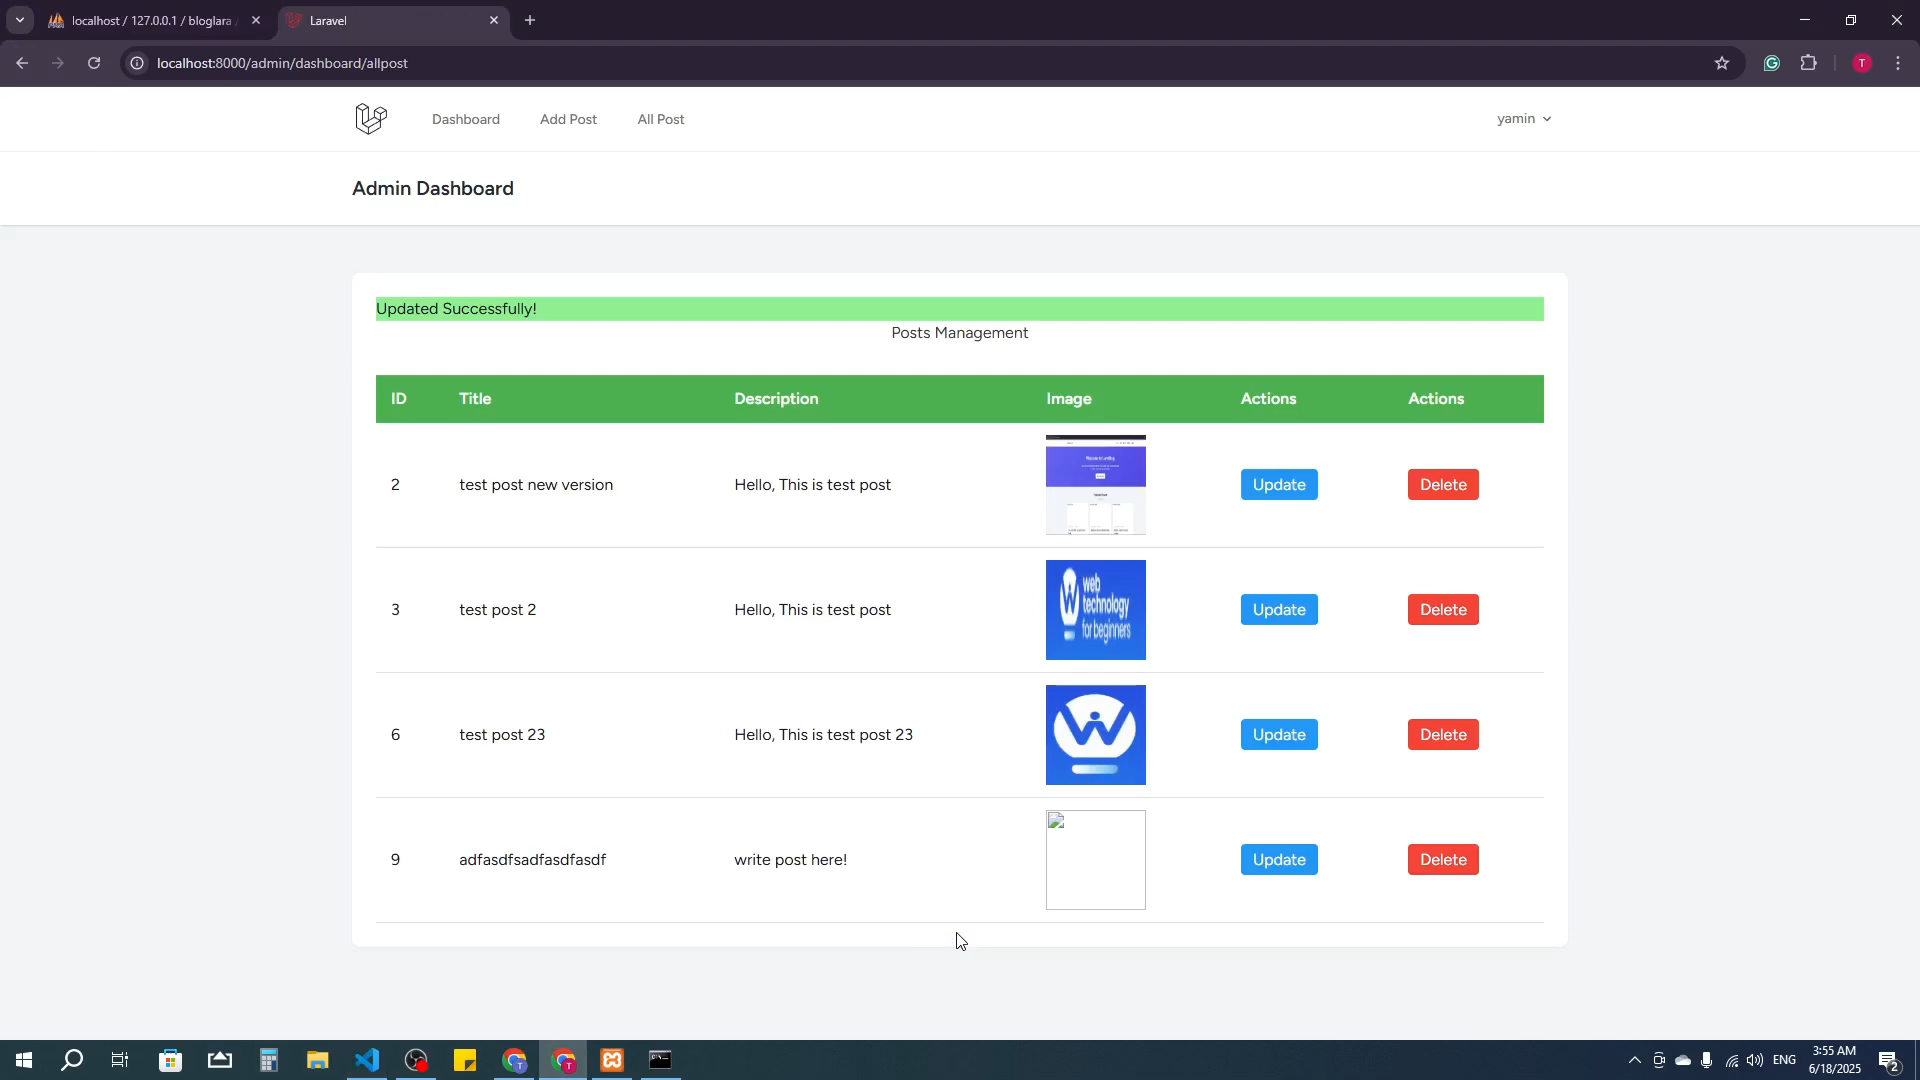 localhost / 127.0.0.1 / bloglara
Laravel
localhost:8000/admin/dashboard/allpost
T
Dashboard
Add Post
All Post
yamin
Admin Dashboard
Updated Successfully!
Posts Management
ID Title Description Image Actions Actions
2 test post new version Hello, This is test post Update Delete
3 test post 2 Hello, This is test post web technology for beginners Update Delete
6 test post 23 Hello, This is test post 23 Update Delete
9 adfasdfsadfasdfasdf write post here! Update Delete
ENG
3:55 AM
6/18/2025
2